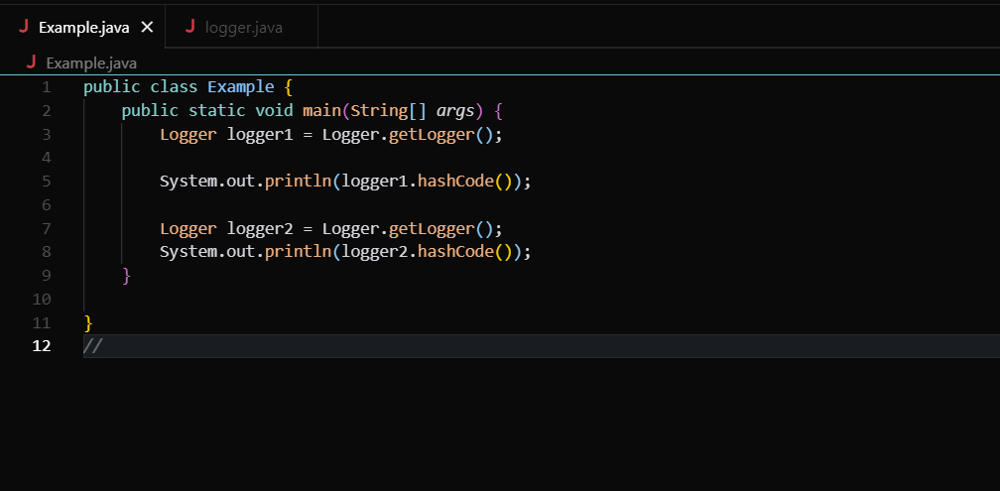 Example.java
logger.java
Example.java
1 public class Example {
2 public static void main(String[] args) {
3 Logger logger1 = Logger.getLogger();
4
5 System.out.println(logger1.hashCode());
6
7 Logger logger2 = Logger.getLogger();
8 System.out.println(logger2.hashCode());
9 }
10
11 }
12 //